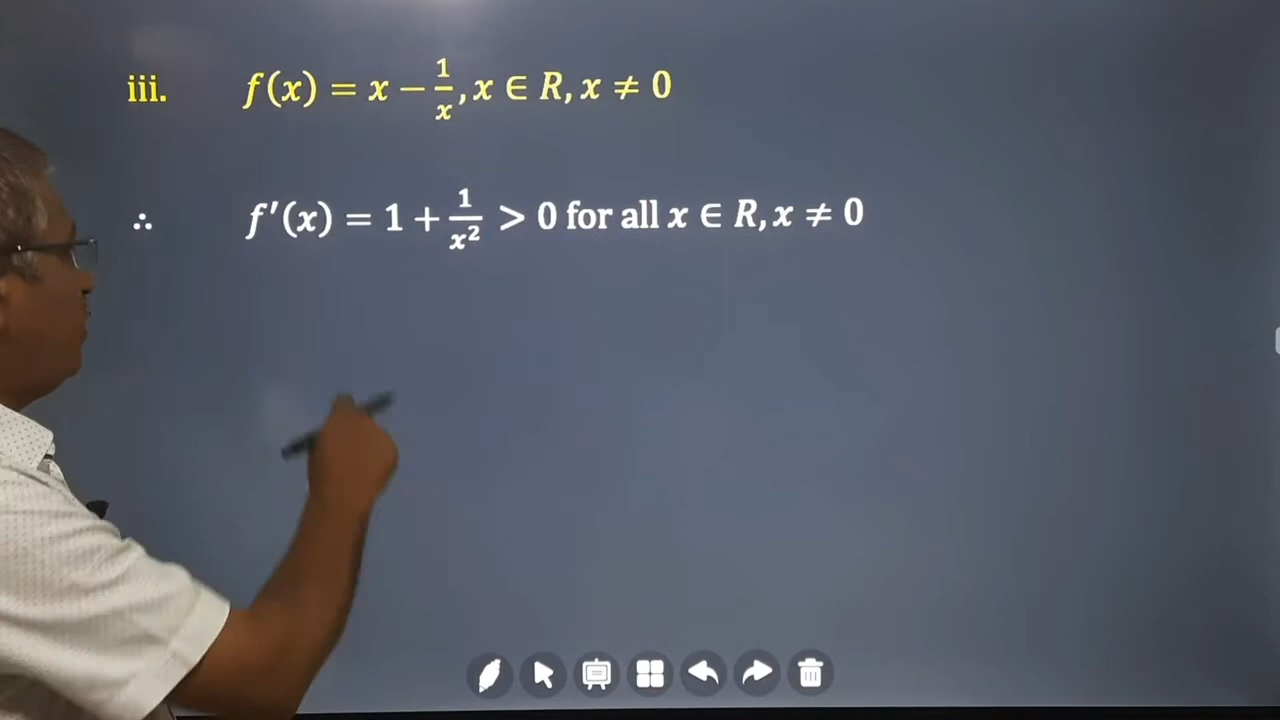 iii. f(x) = x − 1/x, x ∈ R, x ≠ 0
∴ f′(x) = 1 + 1/x² > 0 for all x ∈ R, x ≠ 0